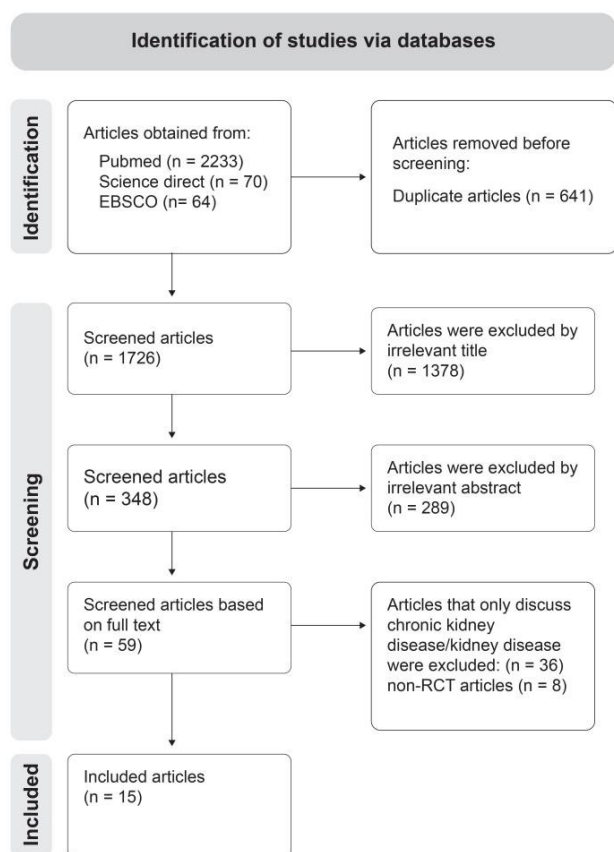 Identification of studies via databases
Identification
Articles obtained from:
Pubmed (n = 2233)
Science direct (n = 70)
EBSCO (n= 64)
Articles removed before
screening:
Duplicate articles (n = 641)
Screening
Screened articles
(n = 1726)
Articles were excluded by
irrelevant title
(n = 1378)
Screened articles
(n = 348)
Articles were excluded by
irrelevant abstract
(n = 289)
Screened articles based
on full text
(n = 59)
Articles that only discuss
chronic kidney
disease/kidney disease
were excluded: (n = 36)
non-RCT articles (n = 8)
Included
Included articles
(n = 15)